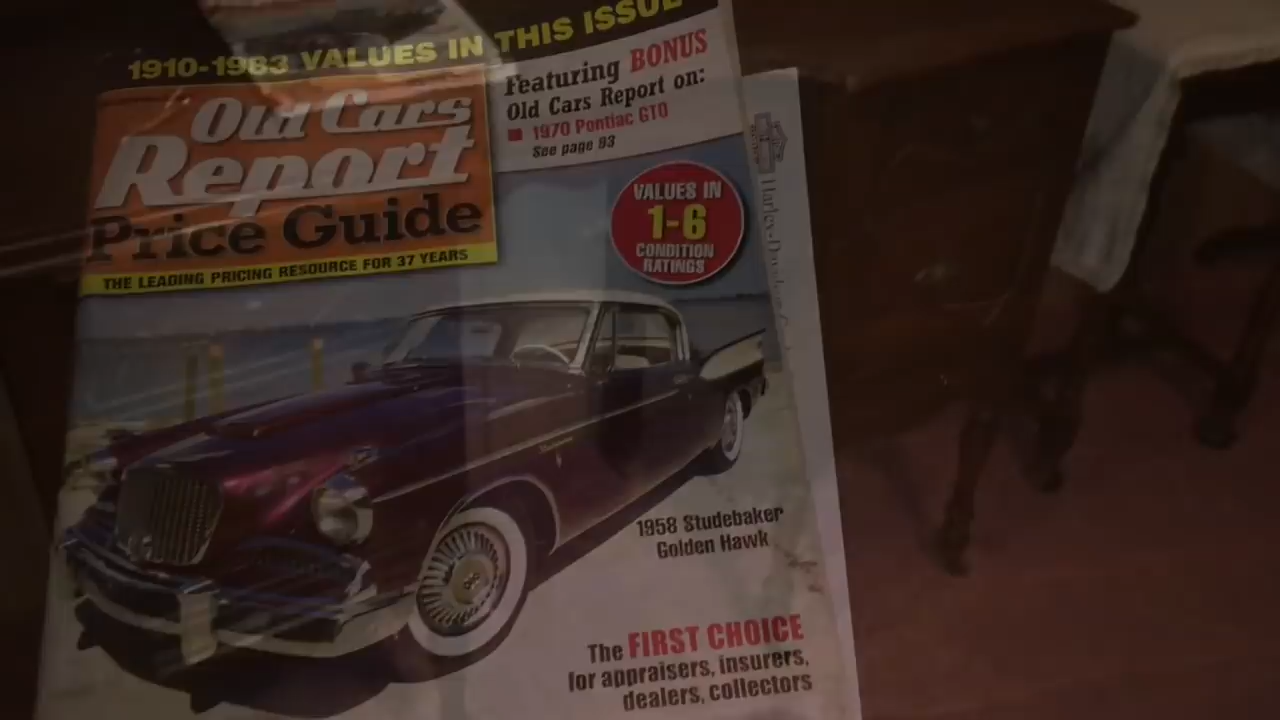 1910-1983 VALUES IN THIS ISSUE
Old Cars
Report
Price Guide
THE LEADING PRICING RESOURCE FOR 37 YEARS
Featuring BONUS
Old Cars Report on:
1970 Pontiac GTO
See page 93
VALUES IN
1-6
CONDITION
RATINGS
Harley-Davidson
1958 Studebaker
Golden Hawk
The FIRST CHOICE
for appraisers, insurers,
dealers, collectors